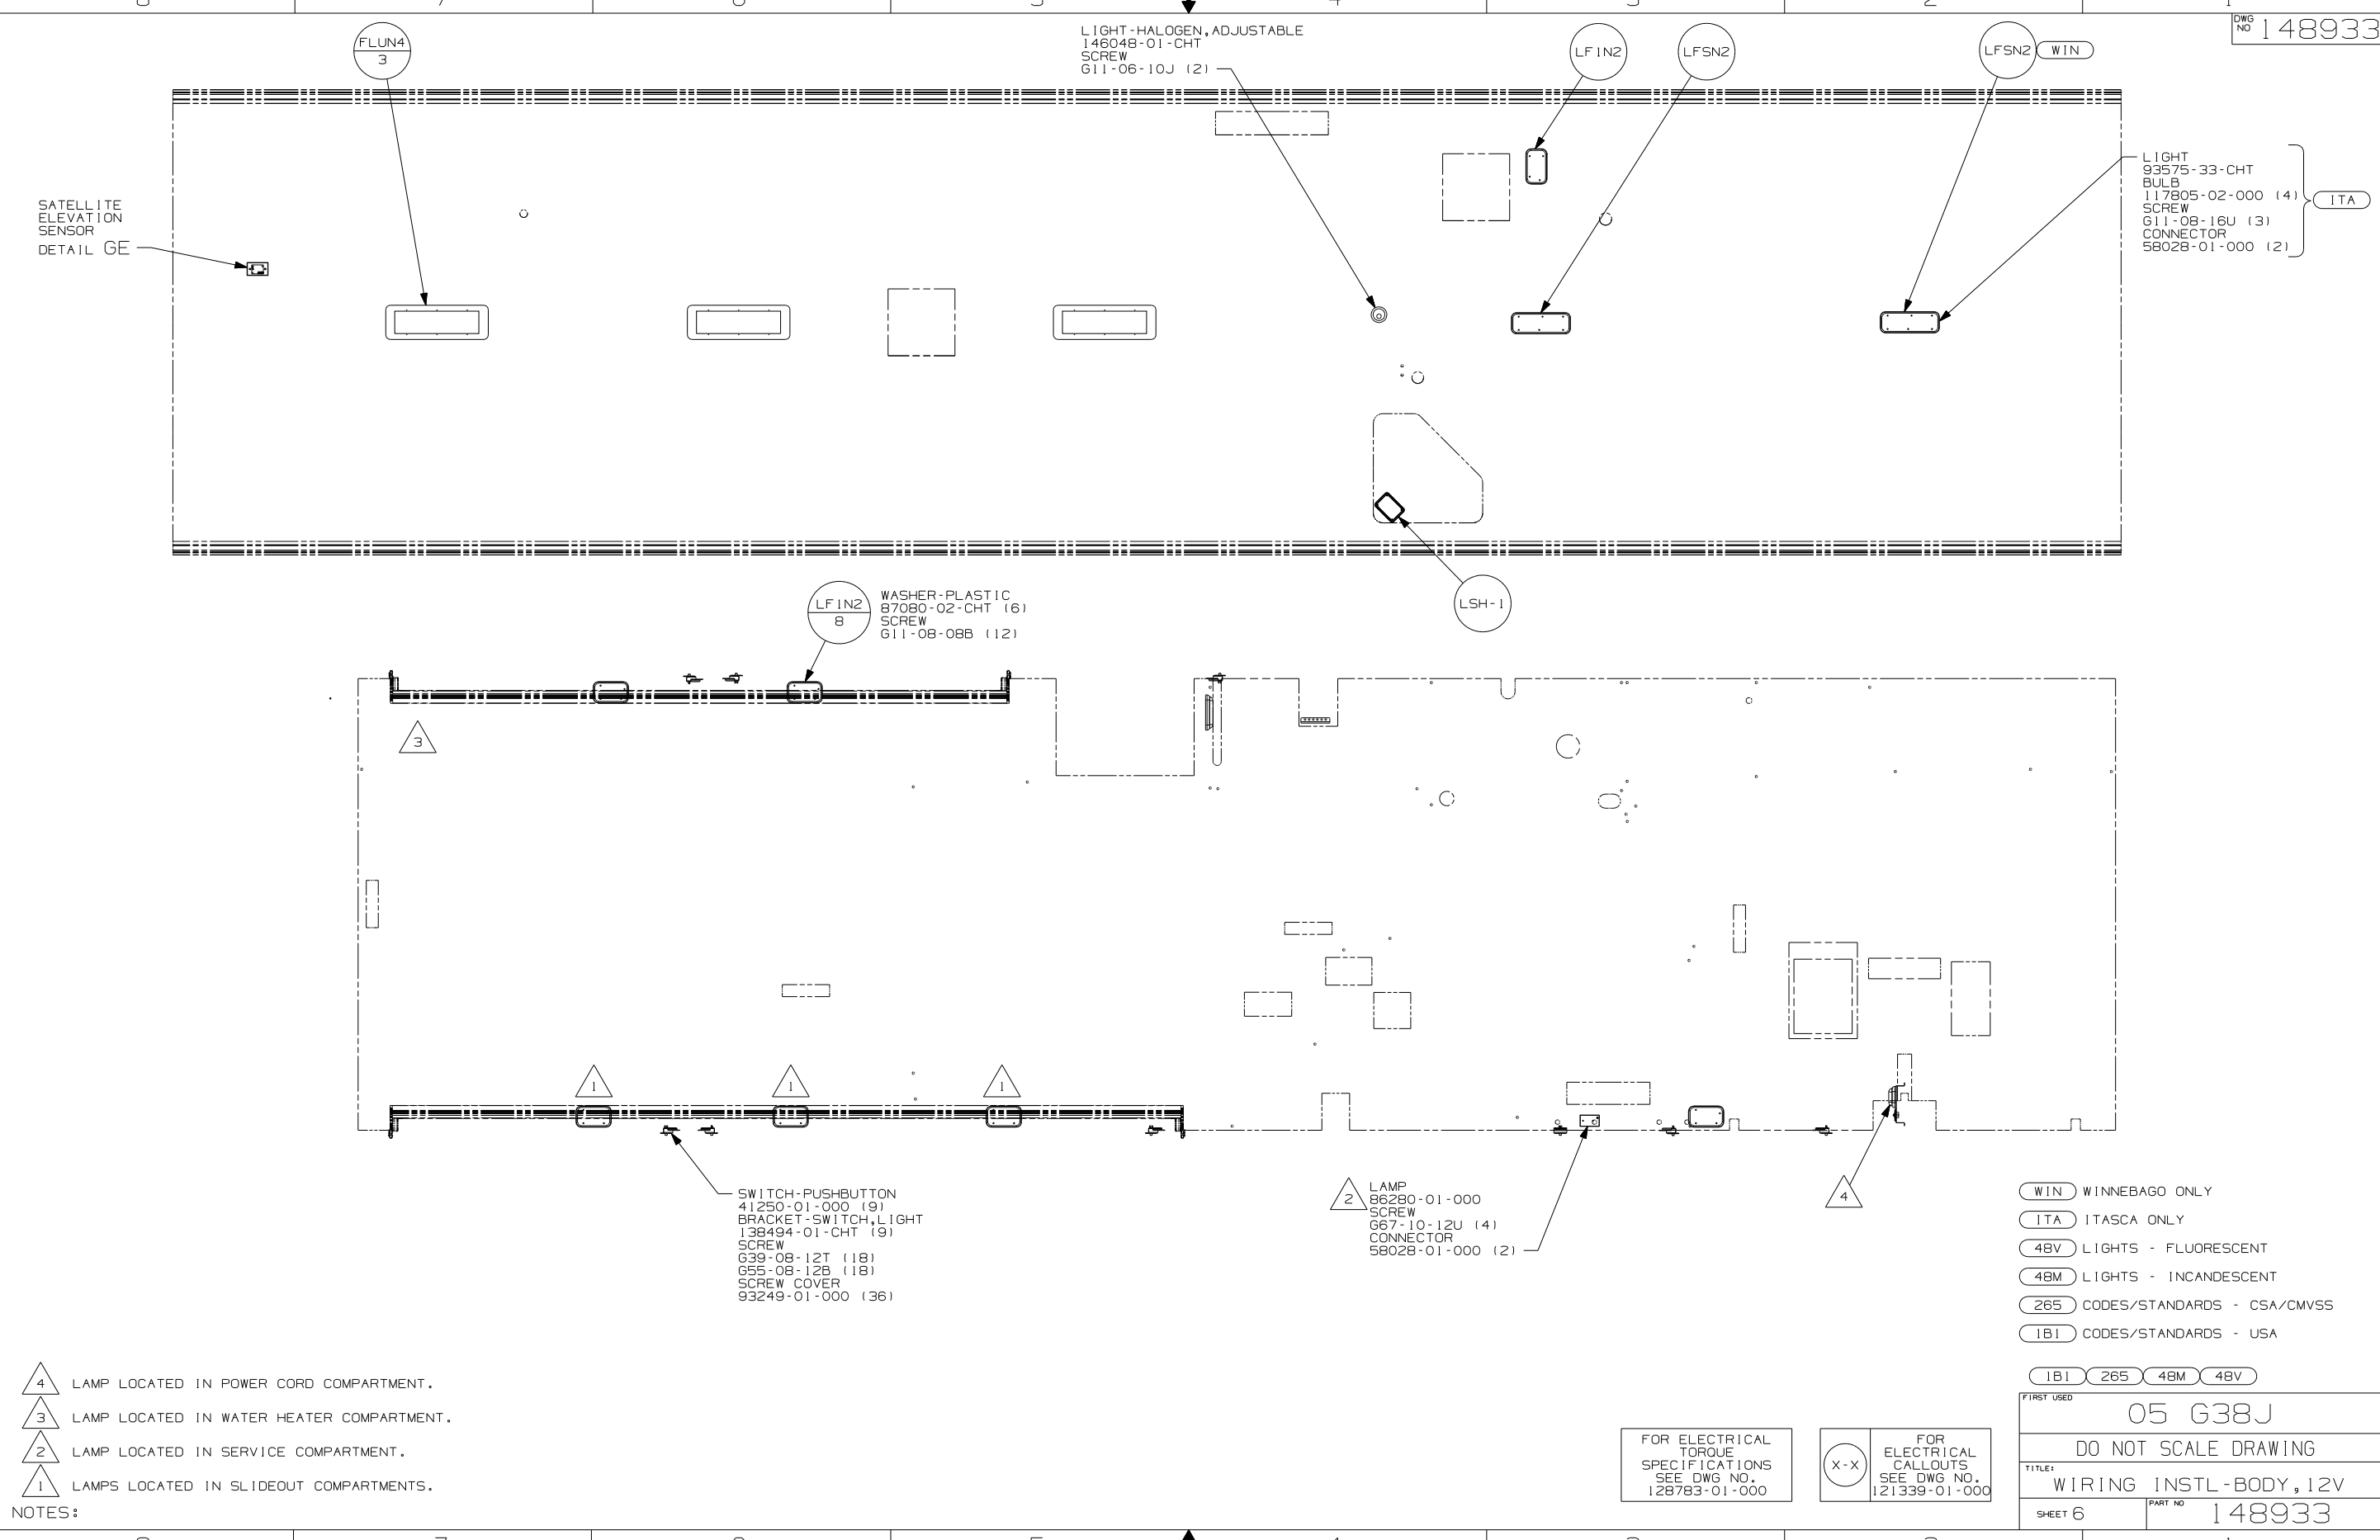 7
5
4
3
2
1
DWG NO 148933
FLUN4
3
LIGHT-HALOGEN,ADJUSTABLE
146048-01-CHT
SCREW
G11-06-10J (2)
LF1N2
LFSN2
LFSN2 WIN
SATELLITE
ELEVATION
SENSOR
DETAIL GE
LIGHT
93575-33-CHT
BULB
117805-02-000 (4)
SCREW
G11-08-16U (3)
CONNECTOR
58028-01-000 (2)
ITA
LSH-1
LF1N2
8
WASHER-PLASTIC
87080-02-CHT (6)
SCREW
G11-08-08B (12)
3
1
1
1
SWITCH-PUSHBUTTON
41250-01-000 (9)
BRACKET-SWITCH,LIGHT
138494-01-CHT (9)
SCREW
G39-08-12T (18)
G55-08-12B (18)
SCREW COVER
93249-01-000 (36)
2
LAMP
86280-01-000
SCREW
G67-10-12U (4)
CONNECTOR
58028-01-000 (2)
4
WIN WINNEBAGO ONLY
ITA ITASCA ONLY
48V LIGHTS - FLUORESCENT
48M LIGHTS - INCANDESCENT
265 CODES/STANDARDS - CSA/CMVSS
1B1 CODES/STANDARDS - USA
1B1 265 48M 48V
4 LAMP LOCATED IN POWER CORD COMPARTMENT.
3 LAMP LOCATED IN WATER HEATER COMPARTMENT.
2 LAMP LOCATED IN SERVICE COMPARTMENT.
1 LAMPS LOCATED IN SLIDEOUT COMPARTMENTS.
NOTES:
FOR ELECTRICAL
TORQUE
SPECIFICATIONS
SEE DWG NO.
128783-01-000
X-X
FOR
ELECTRICAL
CALLOUTS
SEE DWG NO.
121339-01-000
FIRST USED
05 G38J
DO NOT SCALE DRAWING
TITLE:
WIRING INSTL-BODY,12V
SHEET 6
PART NO 148933